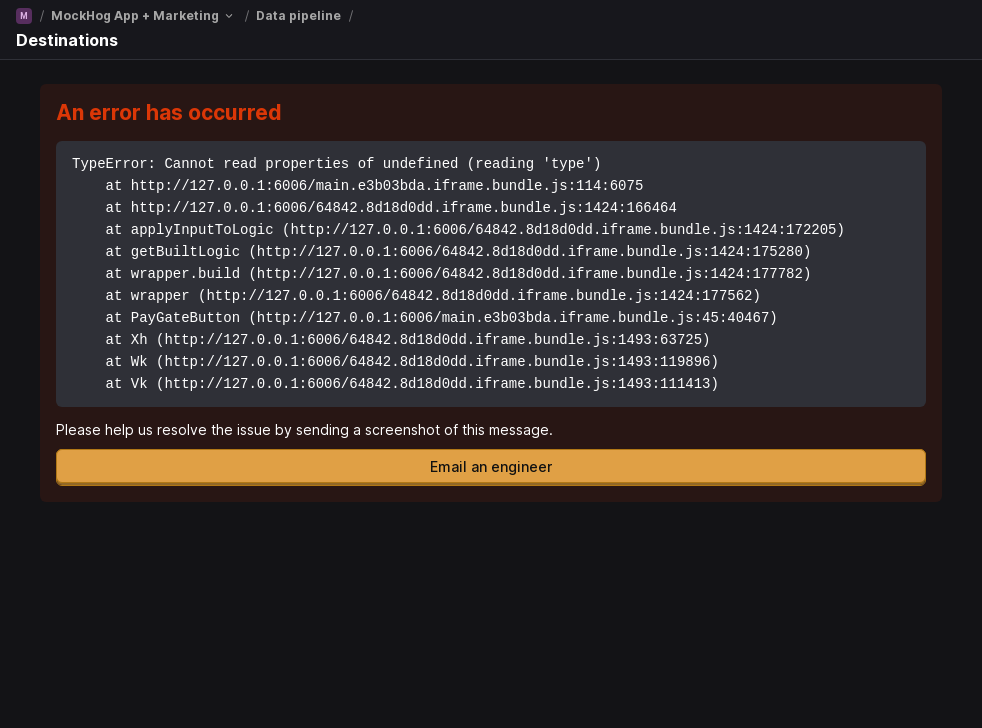 M / MockHog App + Marketing / Data pipeline /
Destinations
An error has occurred
TypeError: Cannot read properties of undefined (reading 'type')
    at http://127.0.0.1:6006/main.e3b03bda.iframe.bundle.js:114:6075
    at http://127.0.0.1:6006/64842.8d18d0dd.iframe.bundle.js:1424:166464
    at applyInputToLogic (http://127.0.0.1:6006/64842.8d18d0dd.iframe.bundle.js:1424:172205)
    at getBuiltLogic (http://127.0.0.1:6006/64842.8d18d0dd.iframe.bundle.js:1424:175280)
    at wrapper.build (http://127.0.0.1:6006/64842.8d18d0dd.iframe.bundle.js:1424:177782)
    at wrapper (http://127.0.0.1:6006/64842.8d18d0dd.iframe.bundle.js:1424:177562)
    at PayGateButton (http://127.0.0.1:6006/main.e3b03bda.iframe.bundle.js:45:40467)
    at Xh (http://127.0.0.1:6006/64842.8d18d0dd.iframe.bundle.js:1493:63725)
    at Wk (http://127.0.0.1:6006/64842.8d18d0dd.iframe.bundle.js:1493:119896)
    at Vk (http://127.0.0.1:6006/64842.8d18d0dd.iframe.bundle.js:1493:111413)
Please help us resolve the issue by sending a screenshot of this message.
Email an engineer